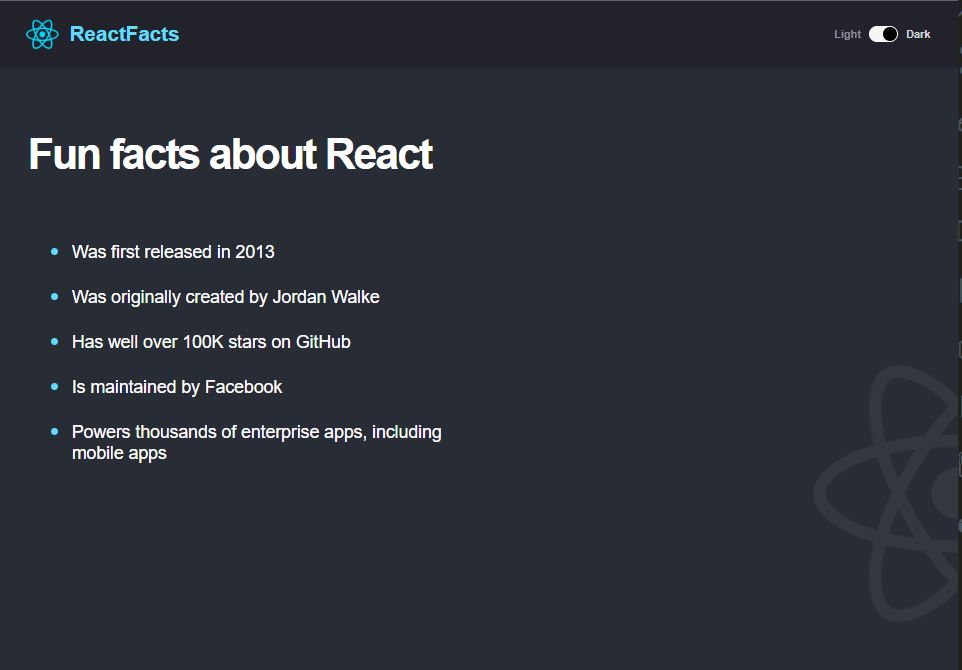 ReactFacts
Light Dark
Fun facts about React
Was first released in 2013
Was originally created by Jordan Walke
Has well over 100K stars on GitHub
Is maintained by Facebook
Powers thousands of enterprise apps, including
mobile apps